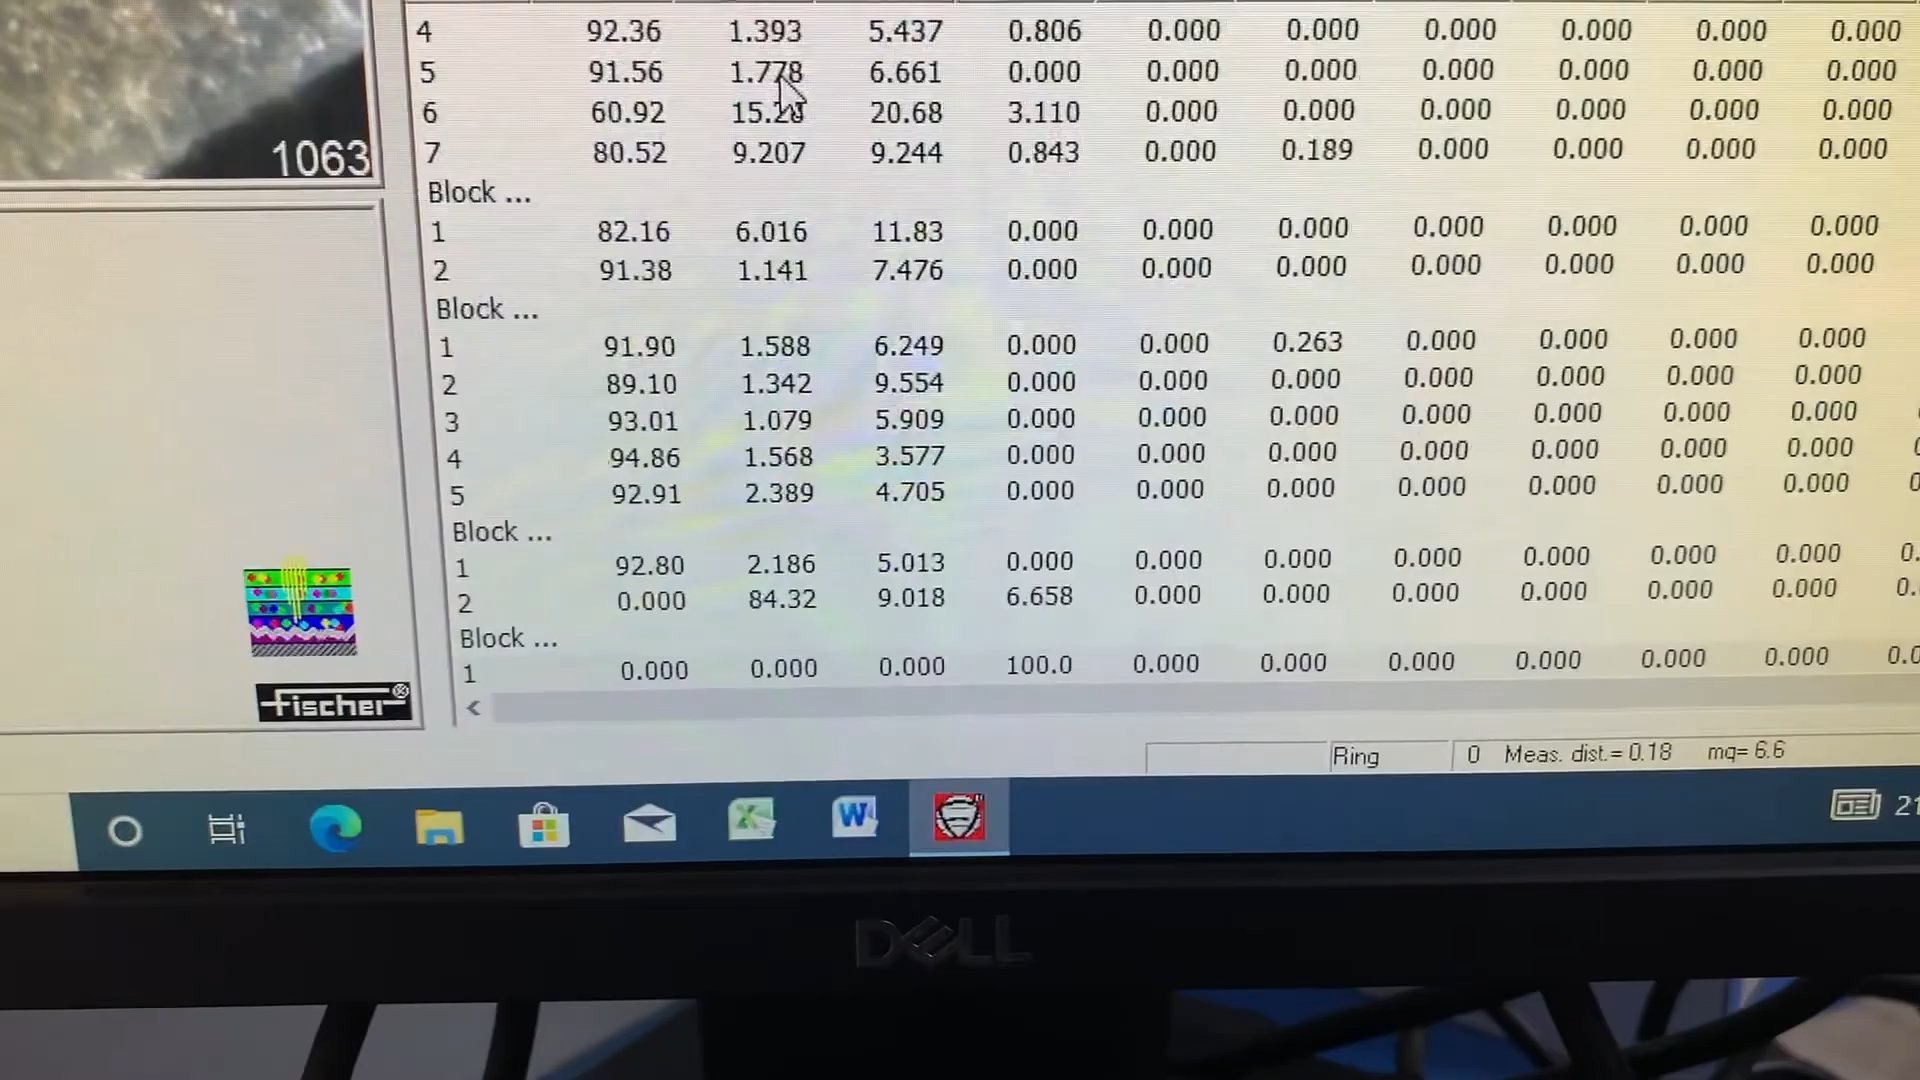 4 92.36 1.393 5.437 0.806 0.000 0.000 0.000 0.000 0.000 0.000
5 91.56 1.778 6.661 0.000 0.000 0.000 0.000 0.000 0.000 0.000
6 60.92 15.28 20.68 3.110 0.000 0.000 0.000 0.000 0.000 0.000
1063
7 80.52 9.207 9.244 0.843 0.000 0.189 0.000 0.000 0.000 0.000
Block ...
1 82.16 6.016 11.83 0.000 0.000 0.000 0.000 0.000 0.000 0.000
2 91.38 1.141 7.476 0.000 0.000 0.000 0.000 0.000 0.000 0.000
Block ...
1 91.90 1.588 6.249 0.000 0.000 0.263 0.000 0.000 0.000 0.000
2 89.10 1.342 9.554 0.000 0.000 0.000 0.000 0.000 0.000 0.000
3 93.01 1.079 5.909 0.000 0.000 0.000 0.000 0.000 0.000 0.000
4 94.86 1.568 3.577 0.000 0.000 0.000 0.000 0.000 0.000 0.000
5 92.91 2.389 4.705 0.000 0.000 0.000 0.000 0.000 0.000 0.000
Block ...
1 92.80 2.186 5.013 0.000 0.000 0.000 0.000 0.000 0.000 0.000 0.
2 0.000 84.32 9.018 6.658 0.000 0.000 0.000 0.000 0.000 0.000 0.
Block ...
1 0.000 0.000 0.000 100.0 0.000 0.000 0.000 0.000 0.000 0.000 0.0
fischer®
Ring 0 Meas. dist.= 0.18 mq= 6.6
21
DELL